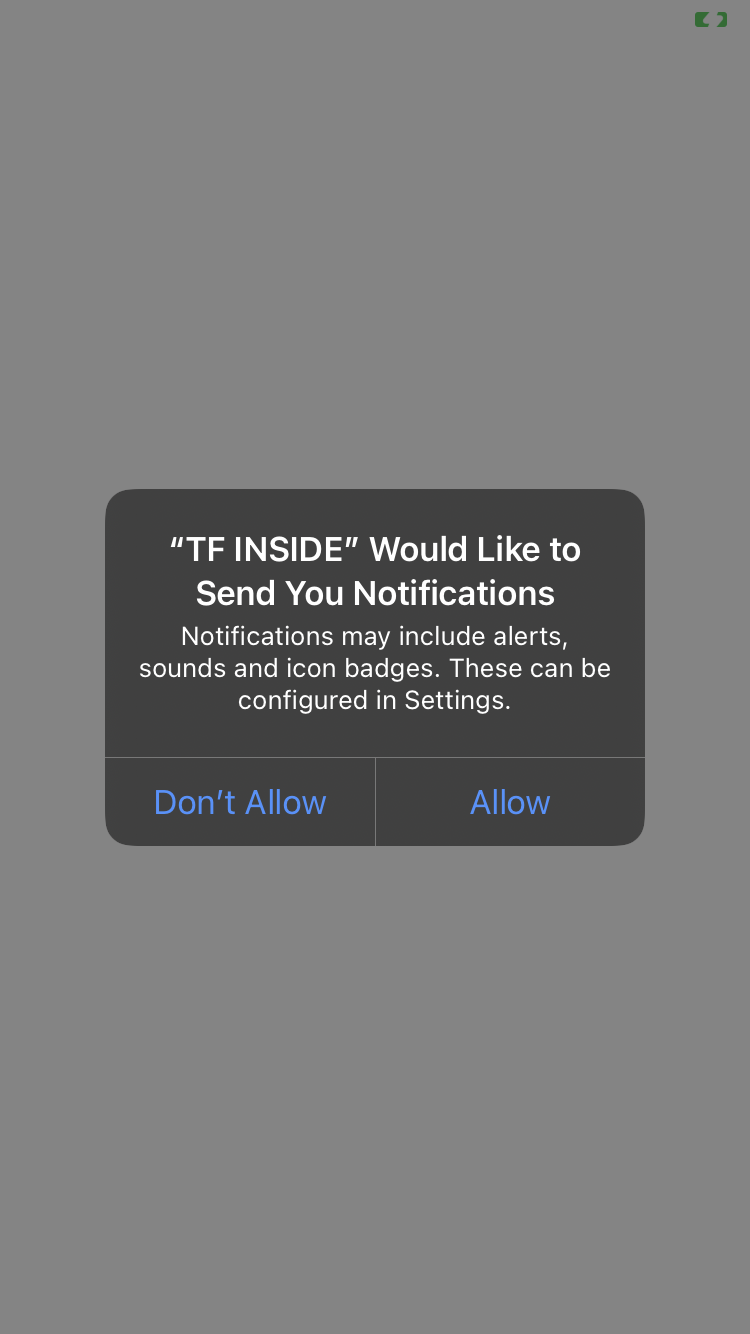 “TF INSIDE” Would Like to
Send You Notifications
Notifications may include alerts,
sounds and icon badges. These can be
configured in Settings.
Don’t Allow
Allow